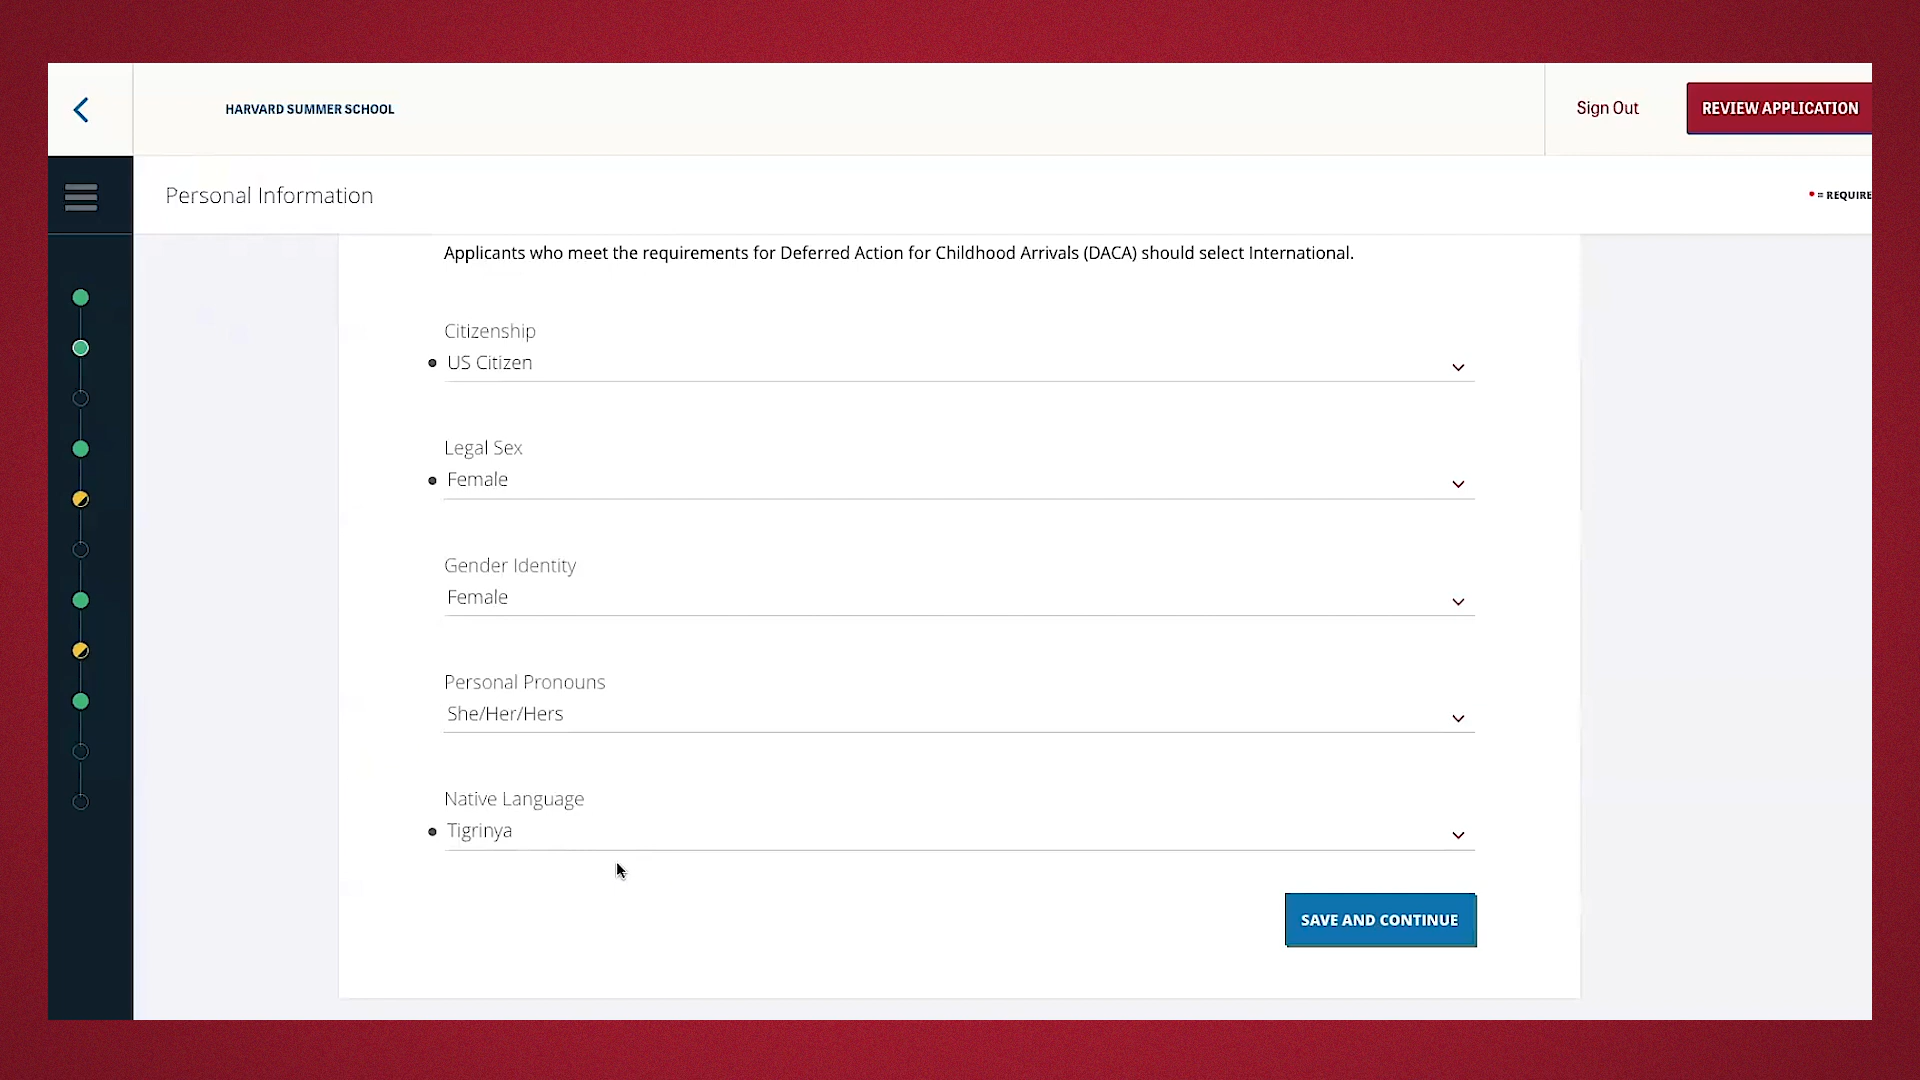 HARVARD SUMMER SCHOOL
Sign Out
REVIEW APPLICATION
Personal Information
= REQUIRE
Applicants who meet the requirements for Deferred Action for Childhood Arrivals (DACA) should select International.
Citizenship
US Citizen
Legal Sex
Female
Gender Identity
Female
Personal Pronouns
She/Her/Hers
Native Language
Tigrinya
SAVE AND CONTINUE